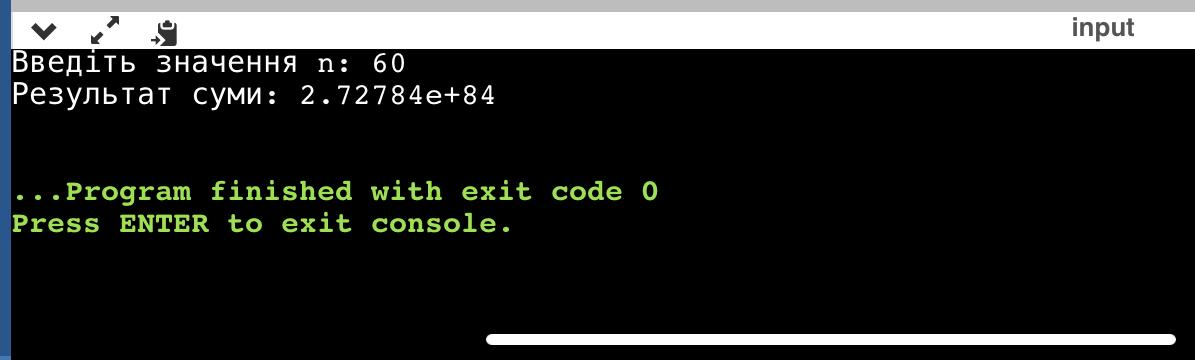 input
Введіть значення n: 60
Результат суми: 2.72784e+84
...Program finished with exit code 0
Press ENTER to exit console.